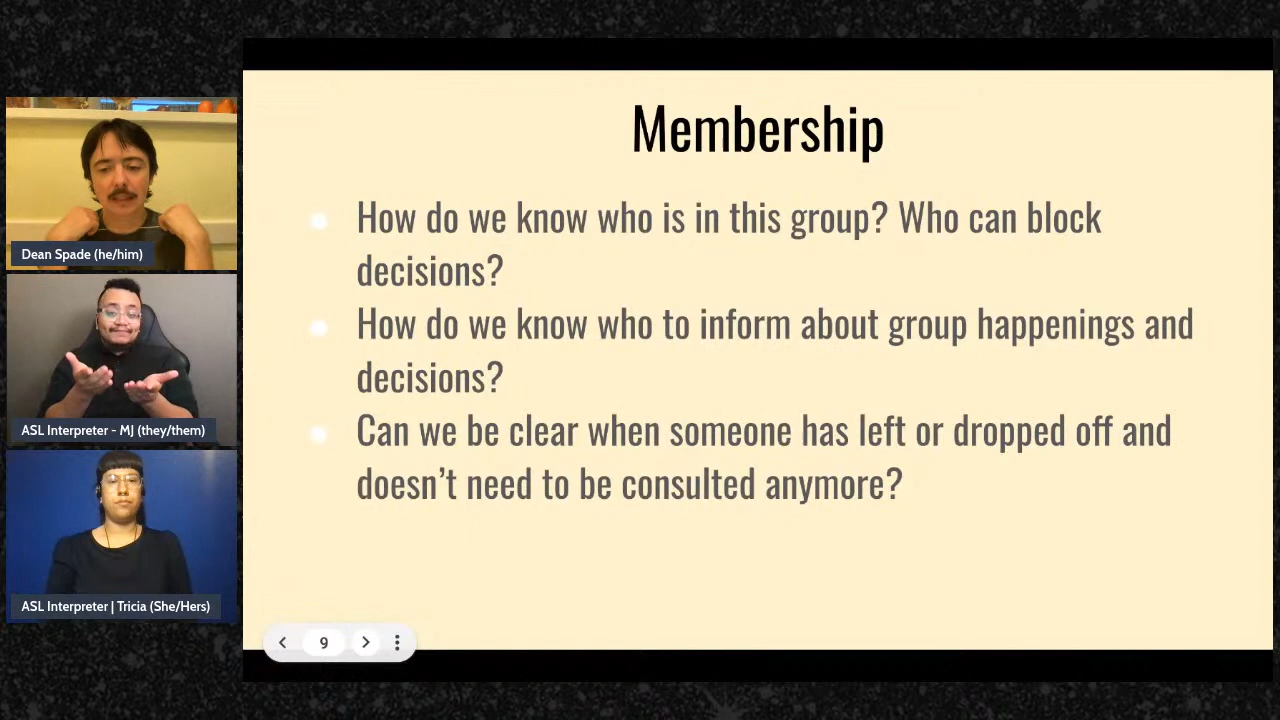 Membership
How do we know who is in this group? Who can block
decisions?
How do we know who to inform about group happenings and
decisions?
Can we be clear when someone has left or dropped off and
doesn’t need to be consulted anymore?
Dean Spade (he/him)
ASL Interpreter - MJ (they/them)
ASL Interpreter | Tricia (She/Hers)
9